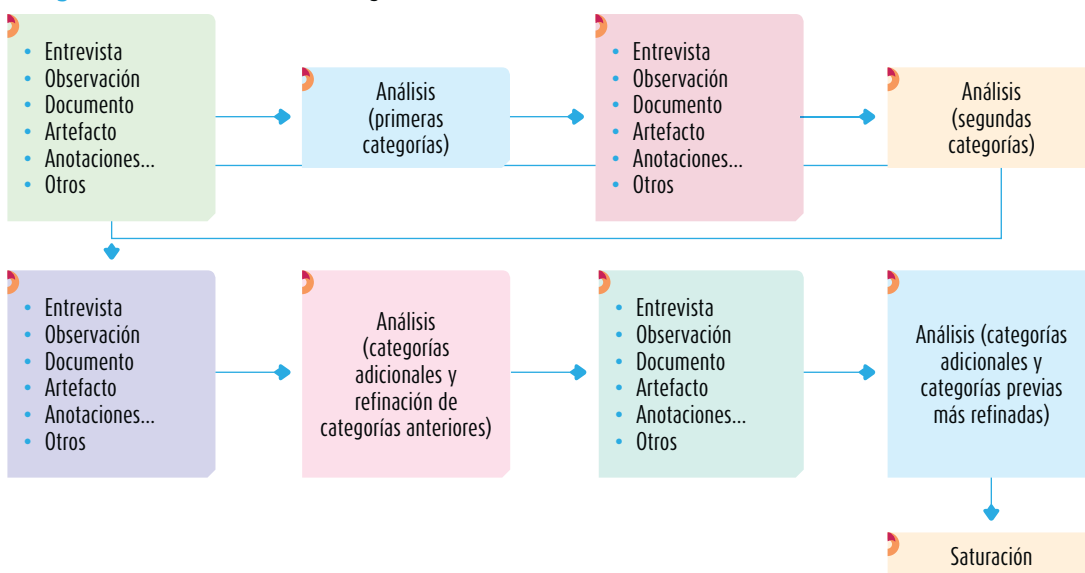 • Entrevista
• Observación
• Documento
• Artefacto
• Anotaciones...
• Otros
Análisis
(primeras
categorías)
• Entrevista
• Observación
• Documento
• Artefacto
• Anotaciones...
• Otros
Análisis
(segundas
categorías)
• Entrevista
• Observación
• Documento
• Artefacto
• Anotaciones...
• Otros
Análisis
(categorías
adicionales y
refinación de
categorías anteriores)
• Entrevista
• Observación
• Documento
• Artefacto
• Anotaciones...
• Otros
Análisis (categorías
adicionales y
categorías previas
más refinadas)
Saturación